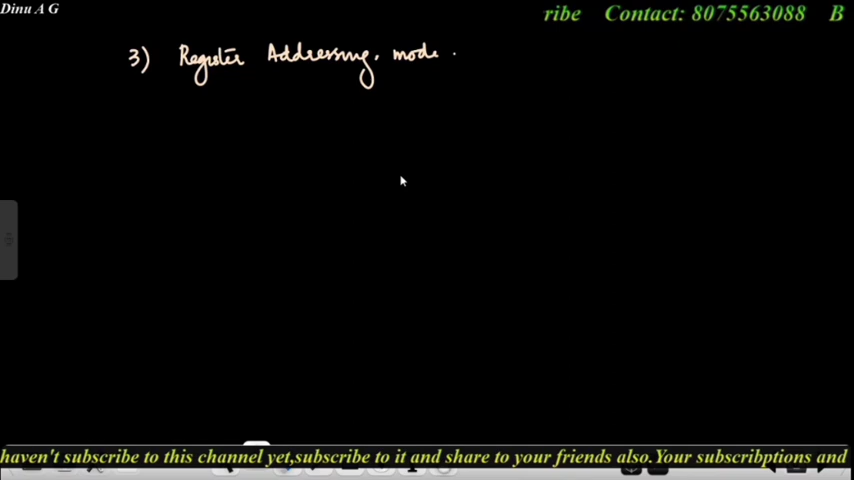 Dinu A G
ribe Contact: 8075563088 B
3) Register Addressing mode.
haven't subscribe to this channel yet,subscribe to it and share to your friends also.Your subscribptions and